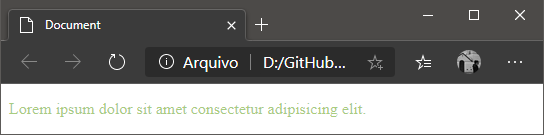 Document
Arquivo
D:/GitHub...
Lorem ipsum dolor sit amet consectetur adipisicing elit.